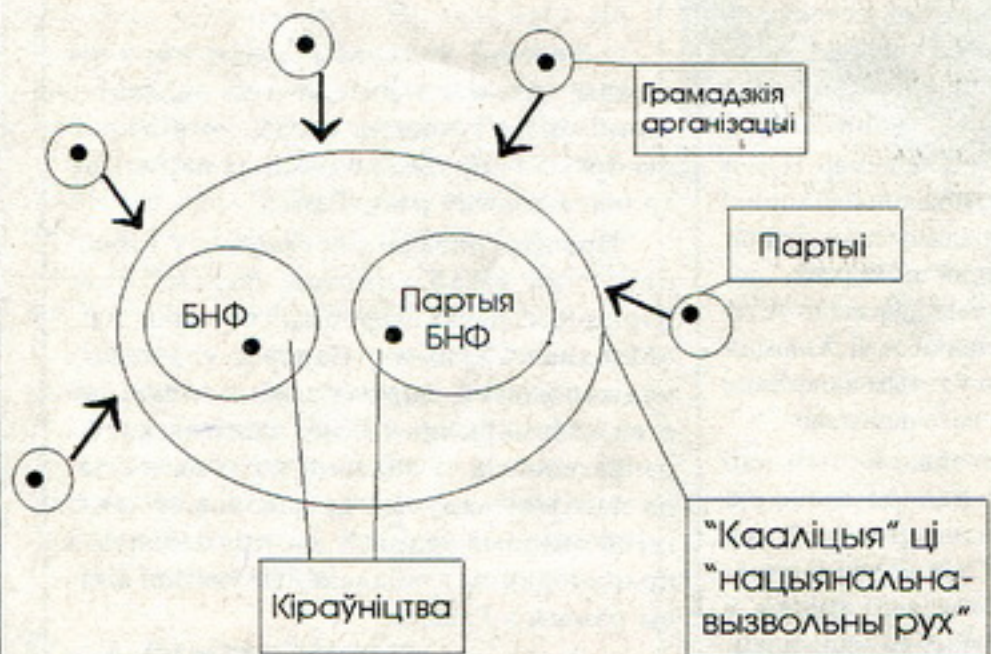 Грамадзкія
арганізацыі
Партыі
БНФ
Партыя
БНФ
Кіраўніцтва
"Кааліцыя" ці
"нацыянальна-
вызвольны рух"